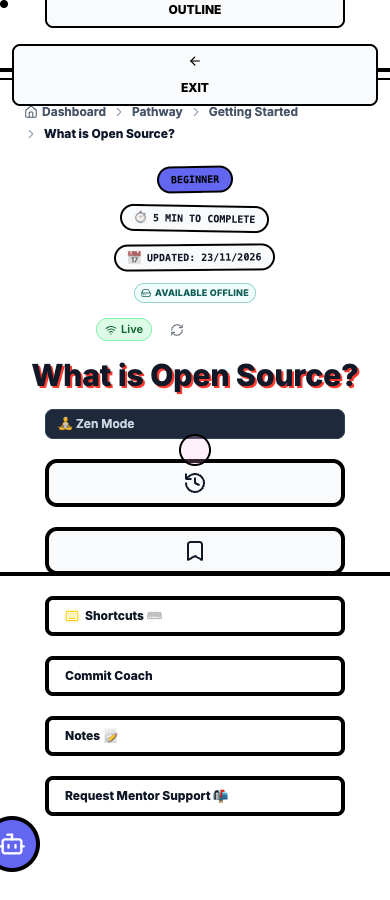 OUTLINE
EXIT
Dashboard
Pathway
Getting Started
What is Open Source?
BEGINNER
5 MIN TO COMPLETE
UPDATED: 23/11/2026
AVAILABLE OFFLINE
Live
What is Open Source?
Zen Mode
Shortcuts
Commit Coach
Notes
Request Mentor Support